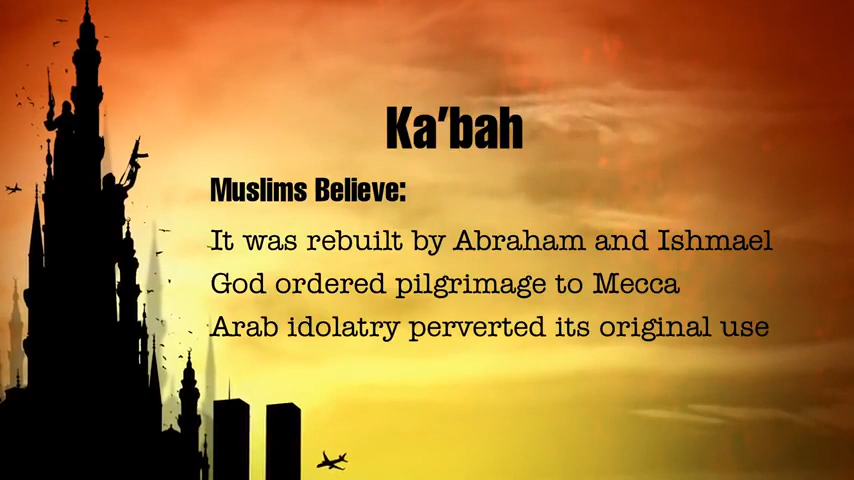 Ka'bah
Muslims Believe:
It was rebuilt by Abraham and Ishmael
God ordered pilgrimage to Mecca
Arab idolatry perverted its original use